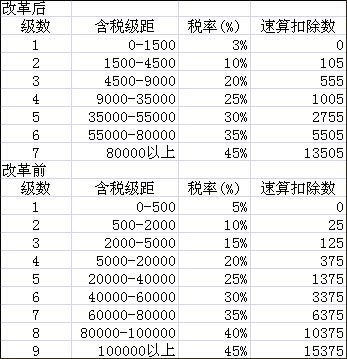 改革后
级数 含税级距 税率(%) 速算扣除数
1 0-1500 3% 0
2 1500-4500 10% 105
3 4500-9000 20% 555
4 9000-35000 25% 1005
5 35000-55000 30% 2755
6 55000-80000 35% 5505
7 80000以上 45% 13505
改革前
级数 含税级距 税率(%) 速算扣除数
1 0-500 5% 0
2 500-2000 10% 25
3 2000-5000 15% 125
4 5000-20000 20% 375
5 20000-40000 25% 1375
6 40000-60000 30% 3375
7 60000-80000 35% 6375
8 80000-100000 40% 10375
9 100000以上 45% 15375